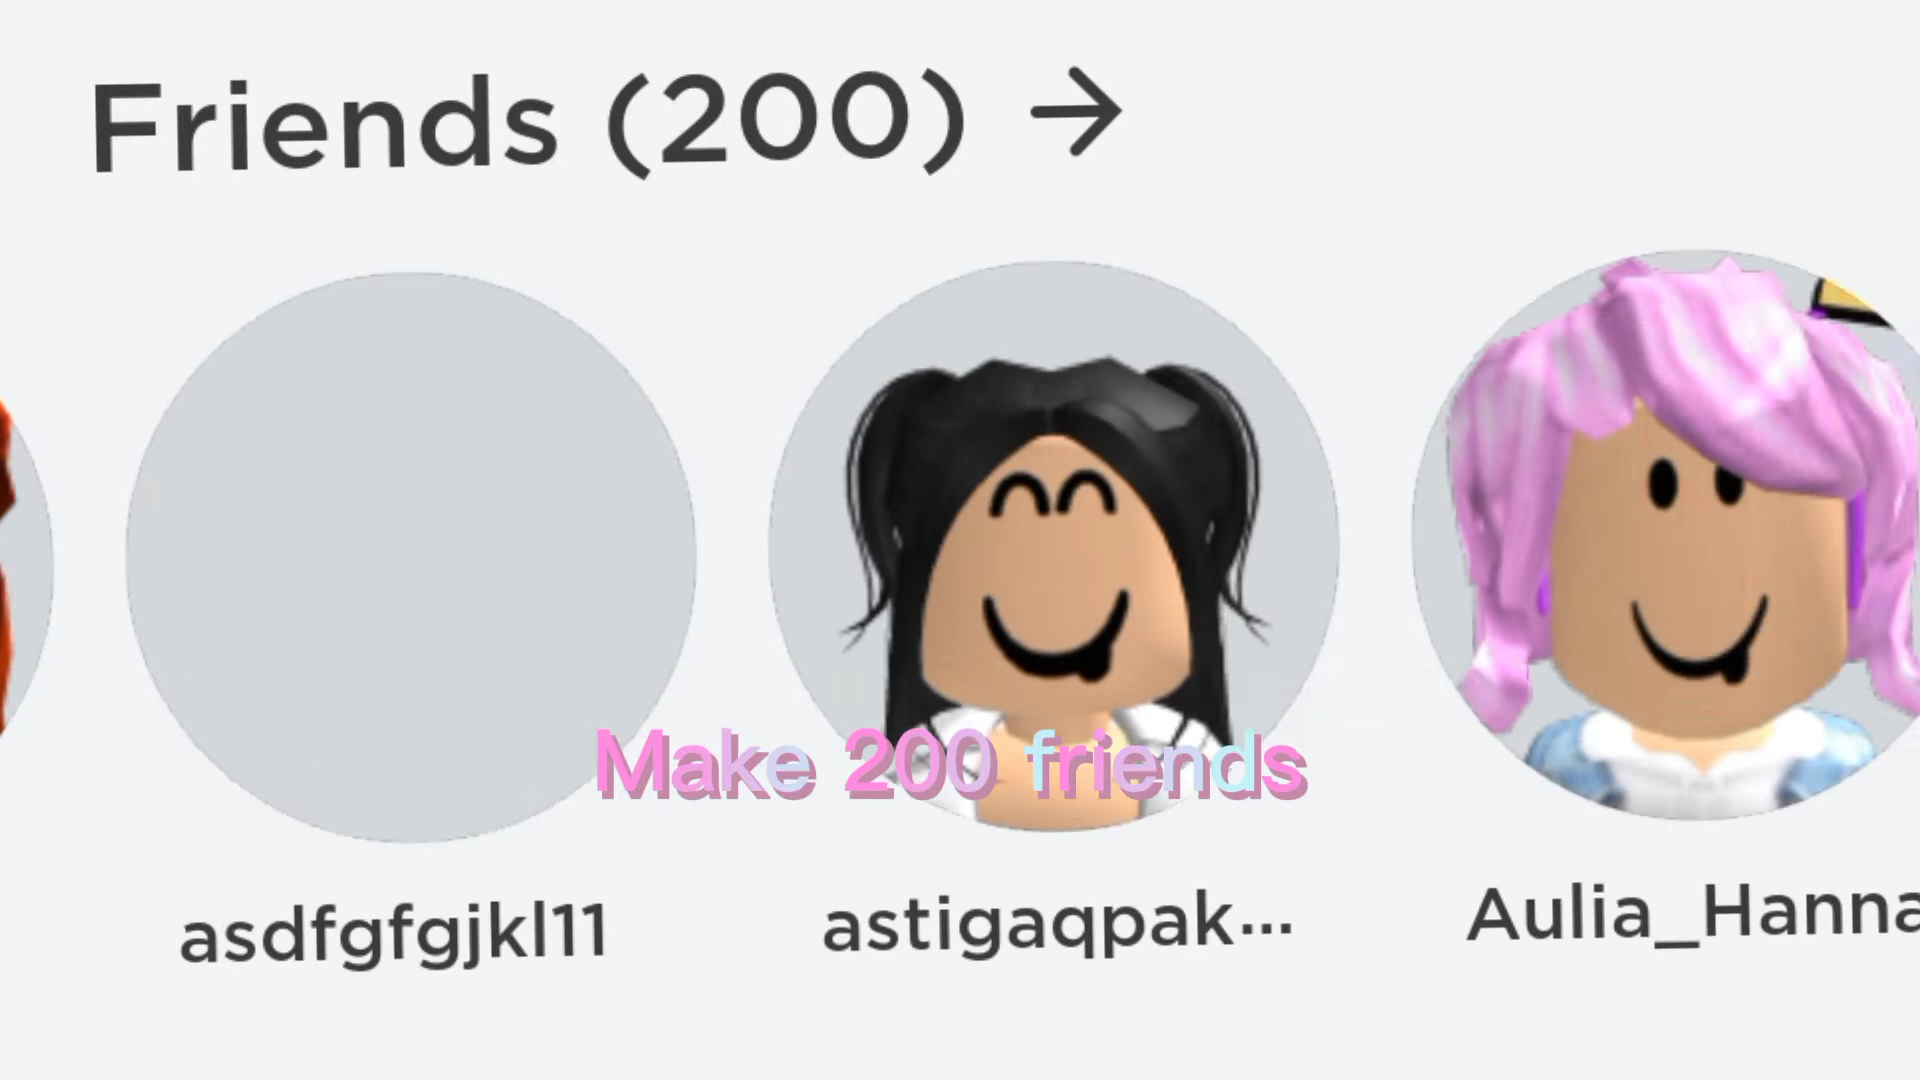 Friends (200) →
Make 200 friends
asdfgfgjkl11
astigaqpak...
Aulia_Hanna